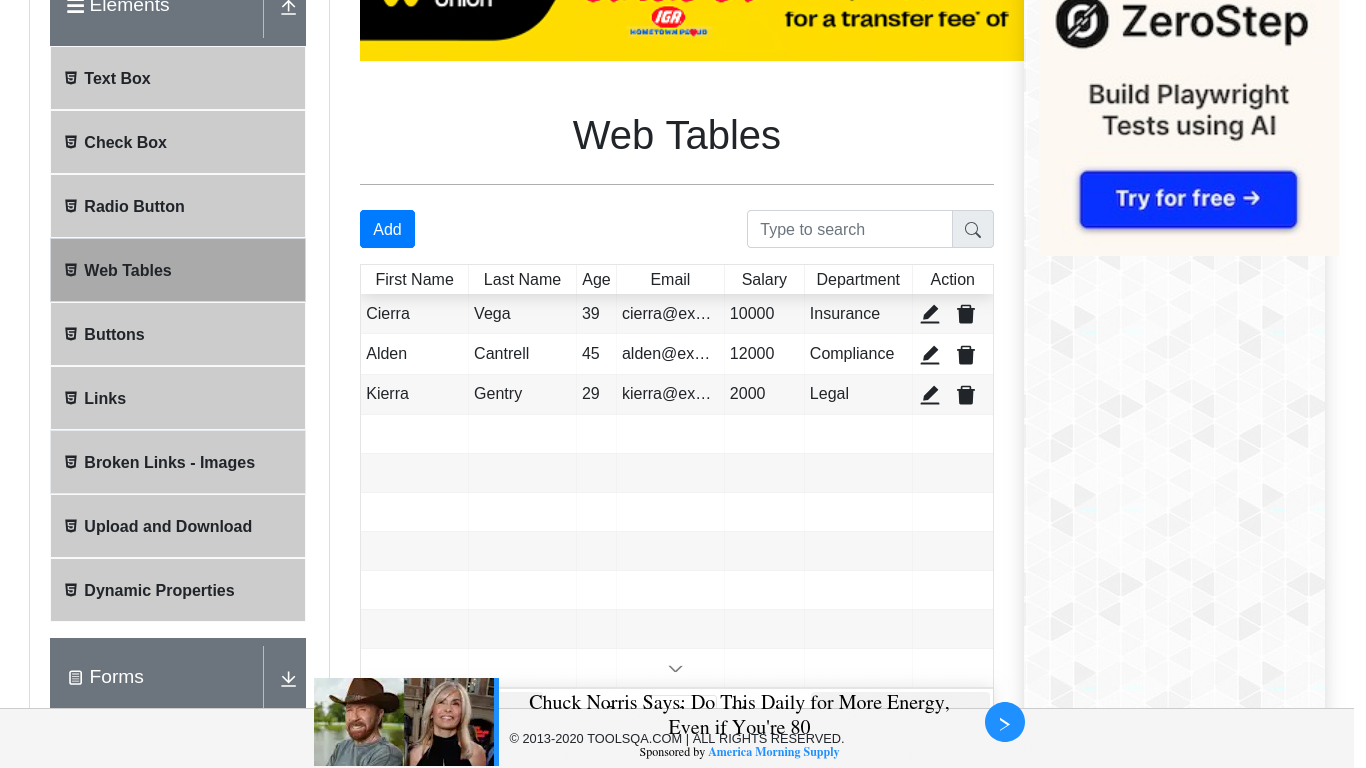 Elements
Text Box
Check Box
Radio Button
Web Tables
Buttons
Links
Broken Links - Images
Upload and Download
Dynamic Properties
Forms
IGA
HOMETOWN PROUD
for a transfer fee* of
Web Tables
Add
Type to search
First Name Last Name Age Email Salary Department Action
Cierra Vega 39 cierra@ex… 10000 Insurance
Alden Cantrell 45 alden@ex… 12000 Compliance
Kierra Gentry 29 kierra@ex… 2000 Legal
ZeroStep
Build Playwright
Tests using AI
Try for free →
Chuck Norris Says: Do This Daily for More Energy,
Even if You're 80
© 2013-2020 TOOLSQA.COM | ALL RIGHTS RESERVED.
Sponsored by America Morning Supply